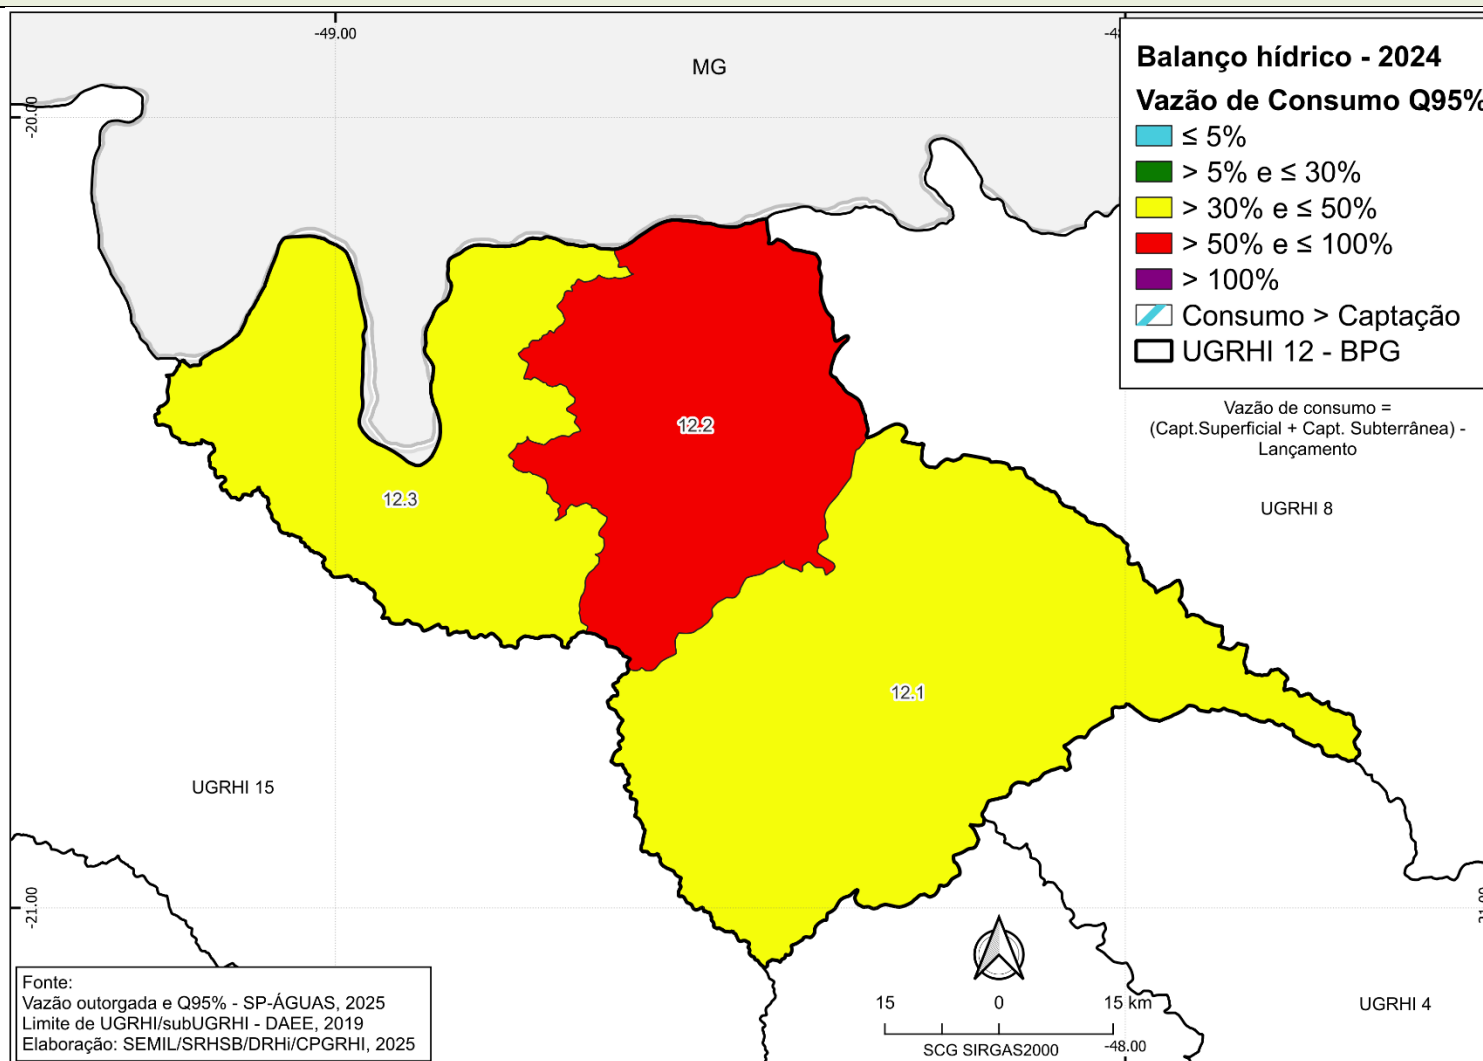 -49.00
MG
-20.00
Balanço hídrico - 2024
Vazão de Consumo Q95%
≤ 5%
> 5% e ≤ 30%
> 30% e ≤ 50%
> 50% e ≤ 100%
> 100%
Consumo > Captação
UGRHI 12 - BPG
Vazão de consumo =
(Capt.Superficial + Capt. Subterrânea) -
Lançamento
12.2
12.3
UGRHI 8
12.1
UGRHI 15
-21.00
Fonte:
Vazão outorgada e Q95% - SP-ÁGUAS, 2025
Limite de UGRHI/subUGRHI - DAEE, 2019
Elaboração: SEMIL/SRHSB/DRHi/CPGRHI, 2025
15 0 15 km
SCG SIRGAS2000
-48.00
UGRHI 4